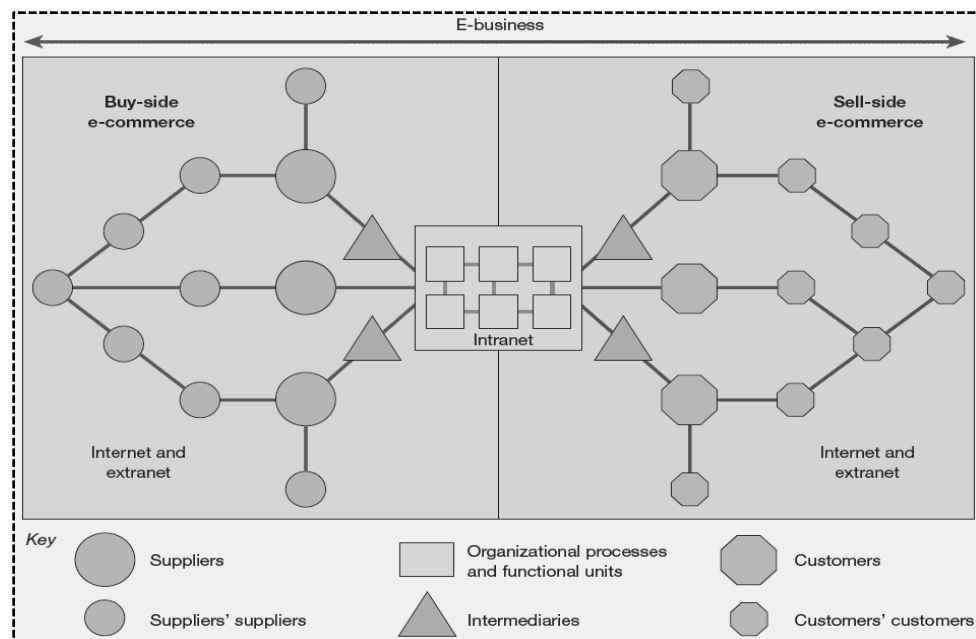 E-business
Buy-side
e-commerce
Sell-side
e-commerce
Intranet
Internet and
extranet
Internet and
extranet
Key
Suppliers
Organizational processes
and functional units
Customers
Suppliers' suppliers
Intermediaries
Customers' customers